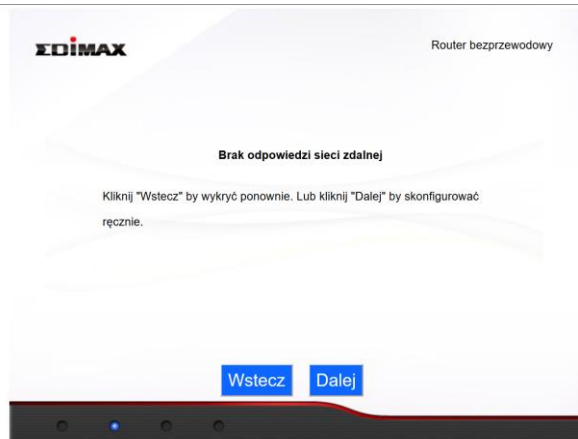 EDIMAX
Router bezprzewodowy
Brak odpowiedzi sieci zdalnej
Kliknij "Wstecz" by wykryć ponownie. Lub kliknij "Dalej" by skonfigurować
ręcznie.
Wstecz Dalej